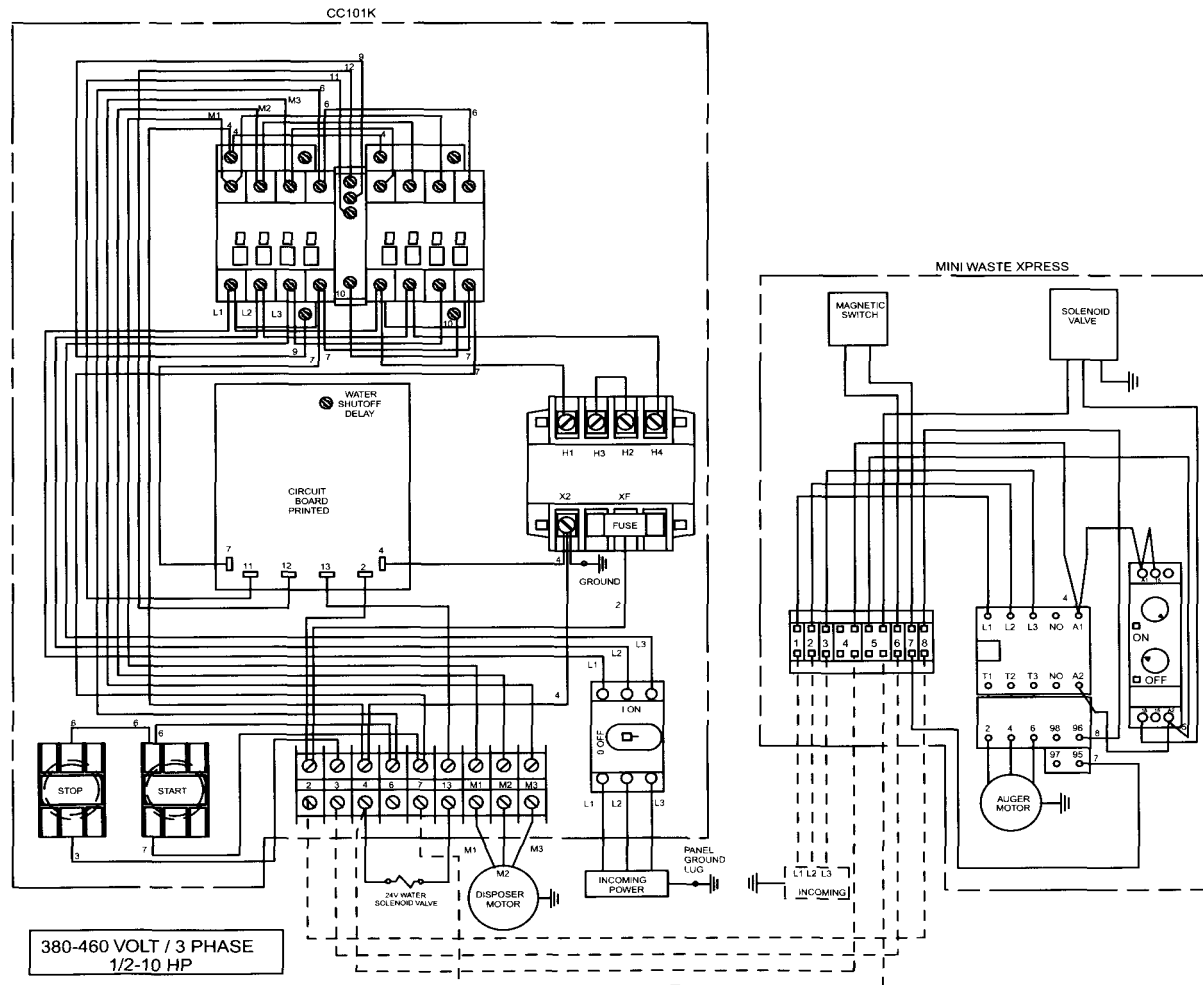 CC101K
9
12
11
6
M3
6
6
M1
M2
4
4
4
L1
L2
L3
10
10
9
7
7
7
7
WATER
SHUTOFF
DELAY
CIRCUIT
BOARD
PRINTED
7
11
12
13
2
4
H1
H3
H2
H4
X2
XF
FUSE
4
GROUND
2
L1
L2
L3
4
I ON
0 OFF
L1
L2
L3
6
6
6
STOP
START
7
3
2
3
4
6
7
13
M1
M2
M3
M1
M3
M2
24V WATER
SOLENOID VALVE
DISPOSER
MOTOR
INCOMING
POWER
PANEL
GROUND
LUG
380-460 VOLT / 3 PHASE
1/2-10 HP
MINI WASTE XPRESS
MAGNETIC
SWITCH
SOLENOID
VALVE
1
2
3
4
5
6
7
8
4
L1
L2
L3
NO
A1
T1
T2
T3
NO
A2
2
4
6
98
96
97
95
8
7
5
A1
15
ON
OFF
A2
AUGER
MOTOR
L1 L2 L3
INCOMING